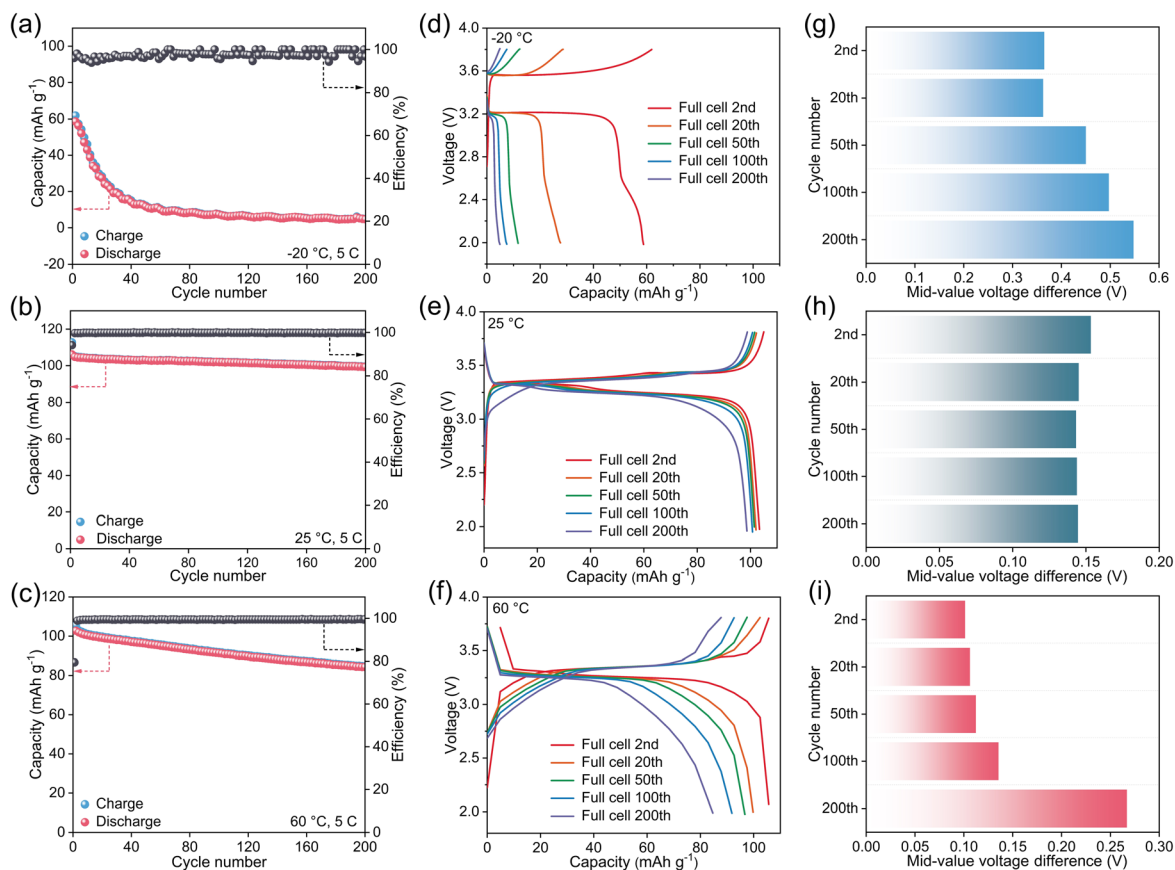 (a)
100
80
60
40
20
0
-20
Capacity (mAh g-1)
100
80
60
40
20
0
Efficiency (%)
Charge
Discharge
-20 °C, 5 C
0 40 80 120 160 200
Cycle number
(d)
-20 °C
4.0
3.6
3.2
2.8
2.4
2.0
Voltage (V)
Full cell 2nd
Full cell 20th
Full cell 50th
Full cell 100th
Full cell 200th
0 20 40 60 80 100
Capacity (mAh g-1)
(g)
Cycle number
2nd
20th
50th
100th
200th
0.0 0.1 0.2 0.3 0.4 0.5 0.6
Mid-value voltage difference (V)
(b)
120
100
80
60
40
20
0
Capacity (mAh g-1)
100
80
60
40
20
0
Efficiency (%)
Charge
Discharge
25 °C, 5 C
0 40 80 120 160 200
Cycle number
(e)
25 °C
4.0
3.5
3.0
2.5
2.0
Voltage (V)
Full cell 2nd
Full cell 20th
Full cell 50th
Full cell 100th
Full cell 200th
0 20 40 60 80 100
Capacity (mAh g-1)
(h)
Cycle number
2nd
20th
50th
100th
200th
0.00 0.05 0.10 0.15 0.20
Mid-value voltage difference (V)
(c)
120
100
80
60
40
20
0
Capacity (mAh g-1)
100
80
60
40
20
0
Efficiency (%)
Charge
Discharge
60 °C, 5 C
0 40 80 120 160 200
Cycle number
(f)
60 °C
4.0
3.5
3.0
2.5
2.0
Voltage (V)
Full cell 2nd
Full cell 20th
Full cell 50th
Full cell 100th
Full cell 200th
0 20 40 60 80 100
Capacity (mAh g-1)
(i)
Cycle number
2nd
20th
50th
100th
200th
0.00 0.05 0.10 0.15 0.20 0.25 0.30
Mid-value voltage difference (V)